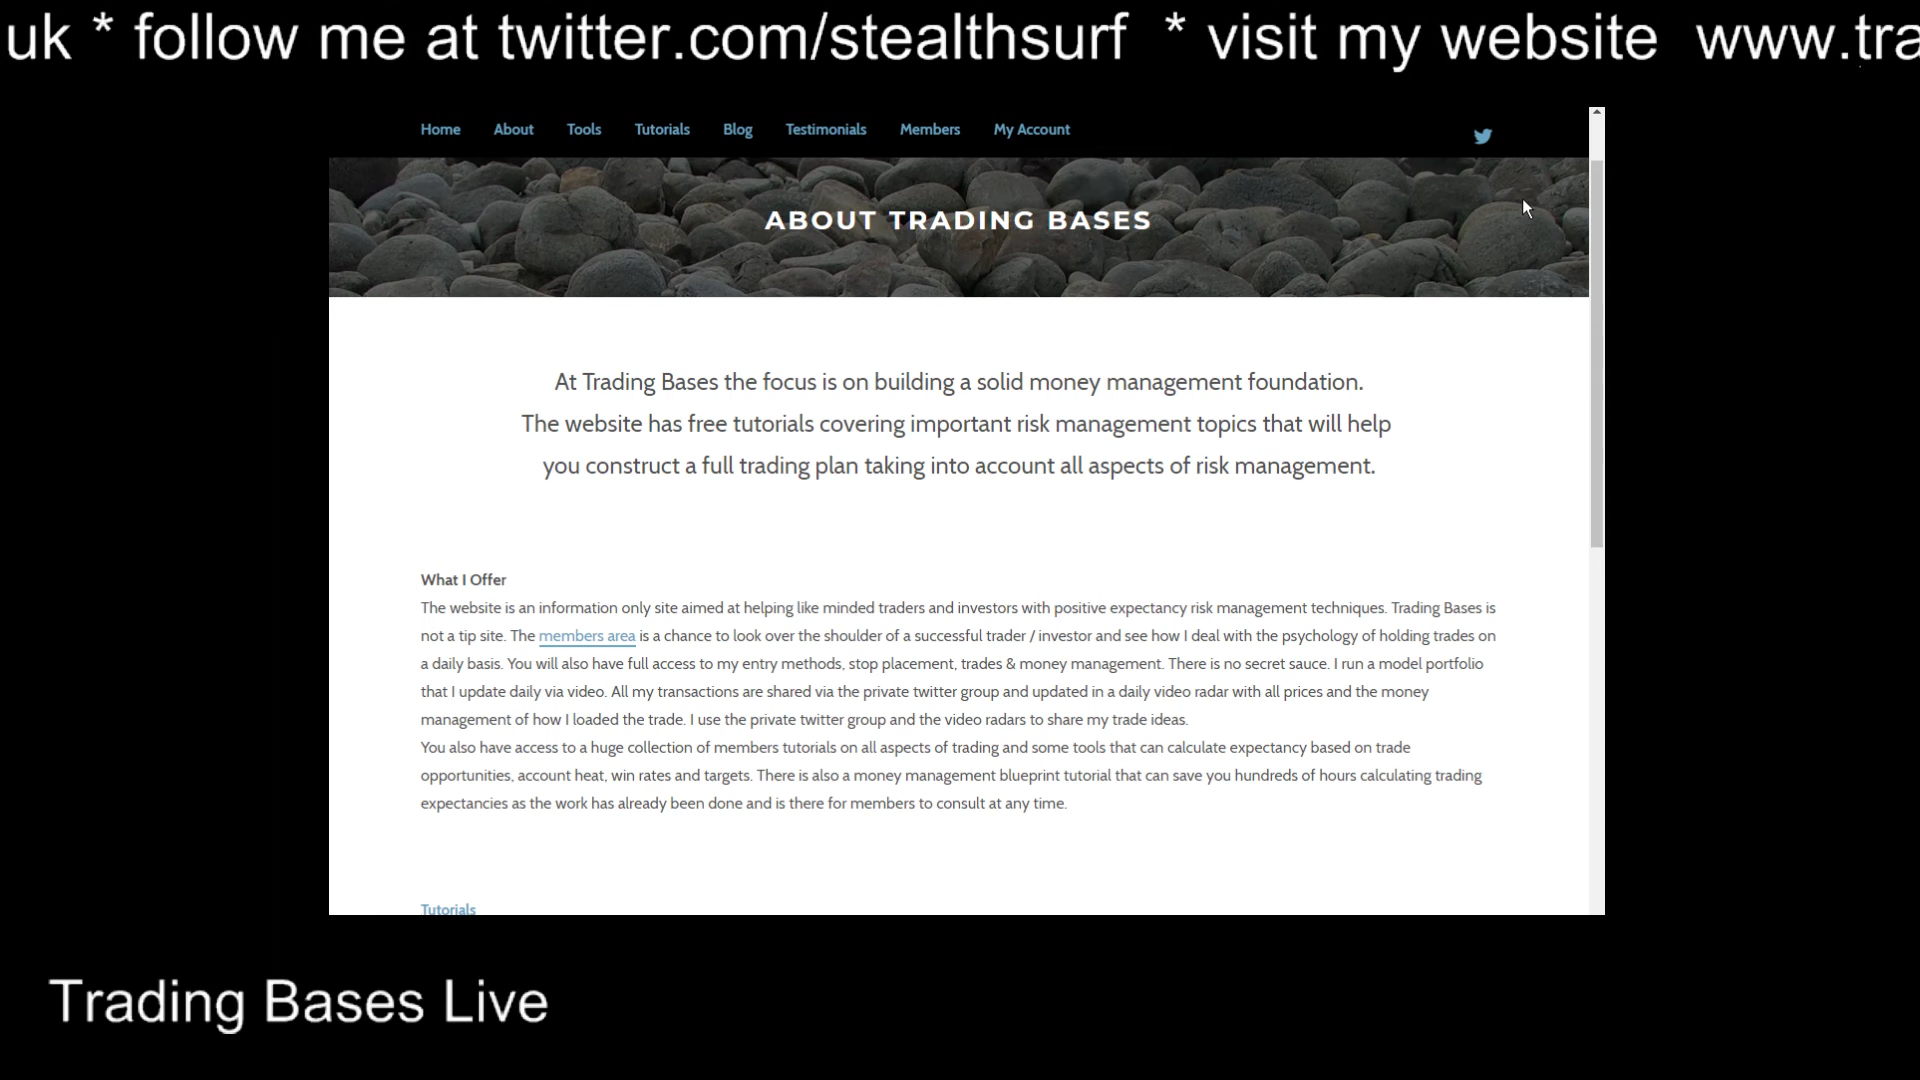 uk * follow me at twitter.com/stealthsurf * visit my website www.tra
Home About Tools Tutorials Blog Testimonials Members My Account
ABOUT TRADING BASES
At Trading Bases the focus is on building a solid money management foundation.
The website has free tutorials covering important risk management topics that will help
you construct a full trading plan taking into account all aspects of risk management.
What I Offer
The website is an information only site aimed at helping like minded traders and investors with positive expectancy risk management techniques. Trading Bases is
not a tip site. The members area is a chance to look over the shoulder of a successful trader / investor and see how I deal with the psychology of holding trades on
a daily basis. You will also have full access to my entry methods, stop placement, trades & money management. There is no secret sauce. I run a model portfolio
that I update daily via video. All my transactions are shared via the private twitter group and updated in a daily video radar with all prices and the money
management of how I loaded the trade. I use the private twitter group and the video radars to share my trade ideas.
You also have access to a huge collection of members tutorials on all aspects of trading and some tools that can calculate expectancy based on trade
opportunities, account heat, win rates and targets. There is also a money management blueprint tutorial that can save you hundreds of hours calculating trading
expectancies as the work has already been done and is there for members to consult at any time.
Tutorials
Trading Bases Live